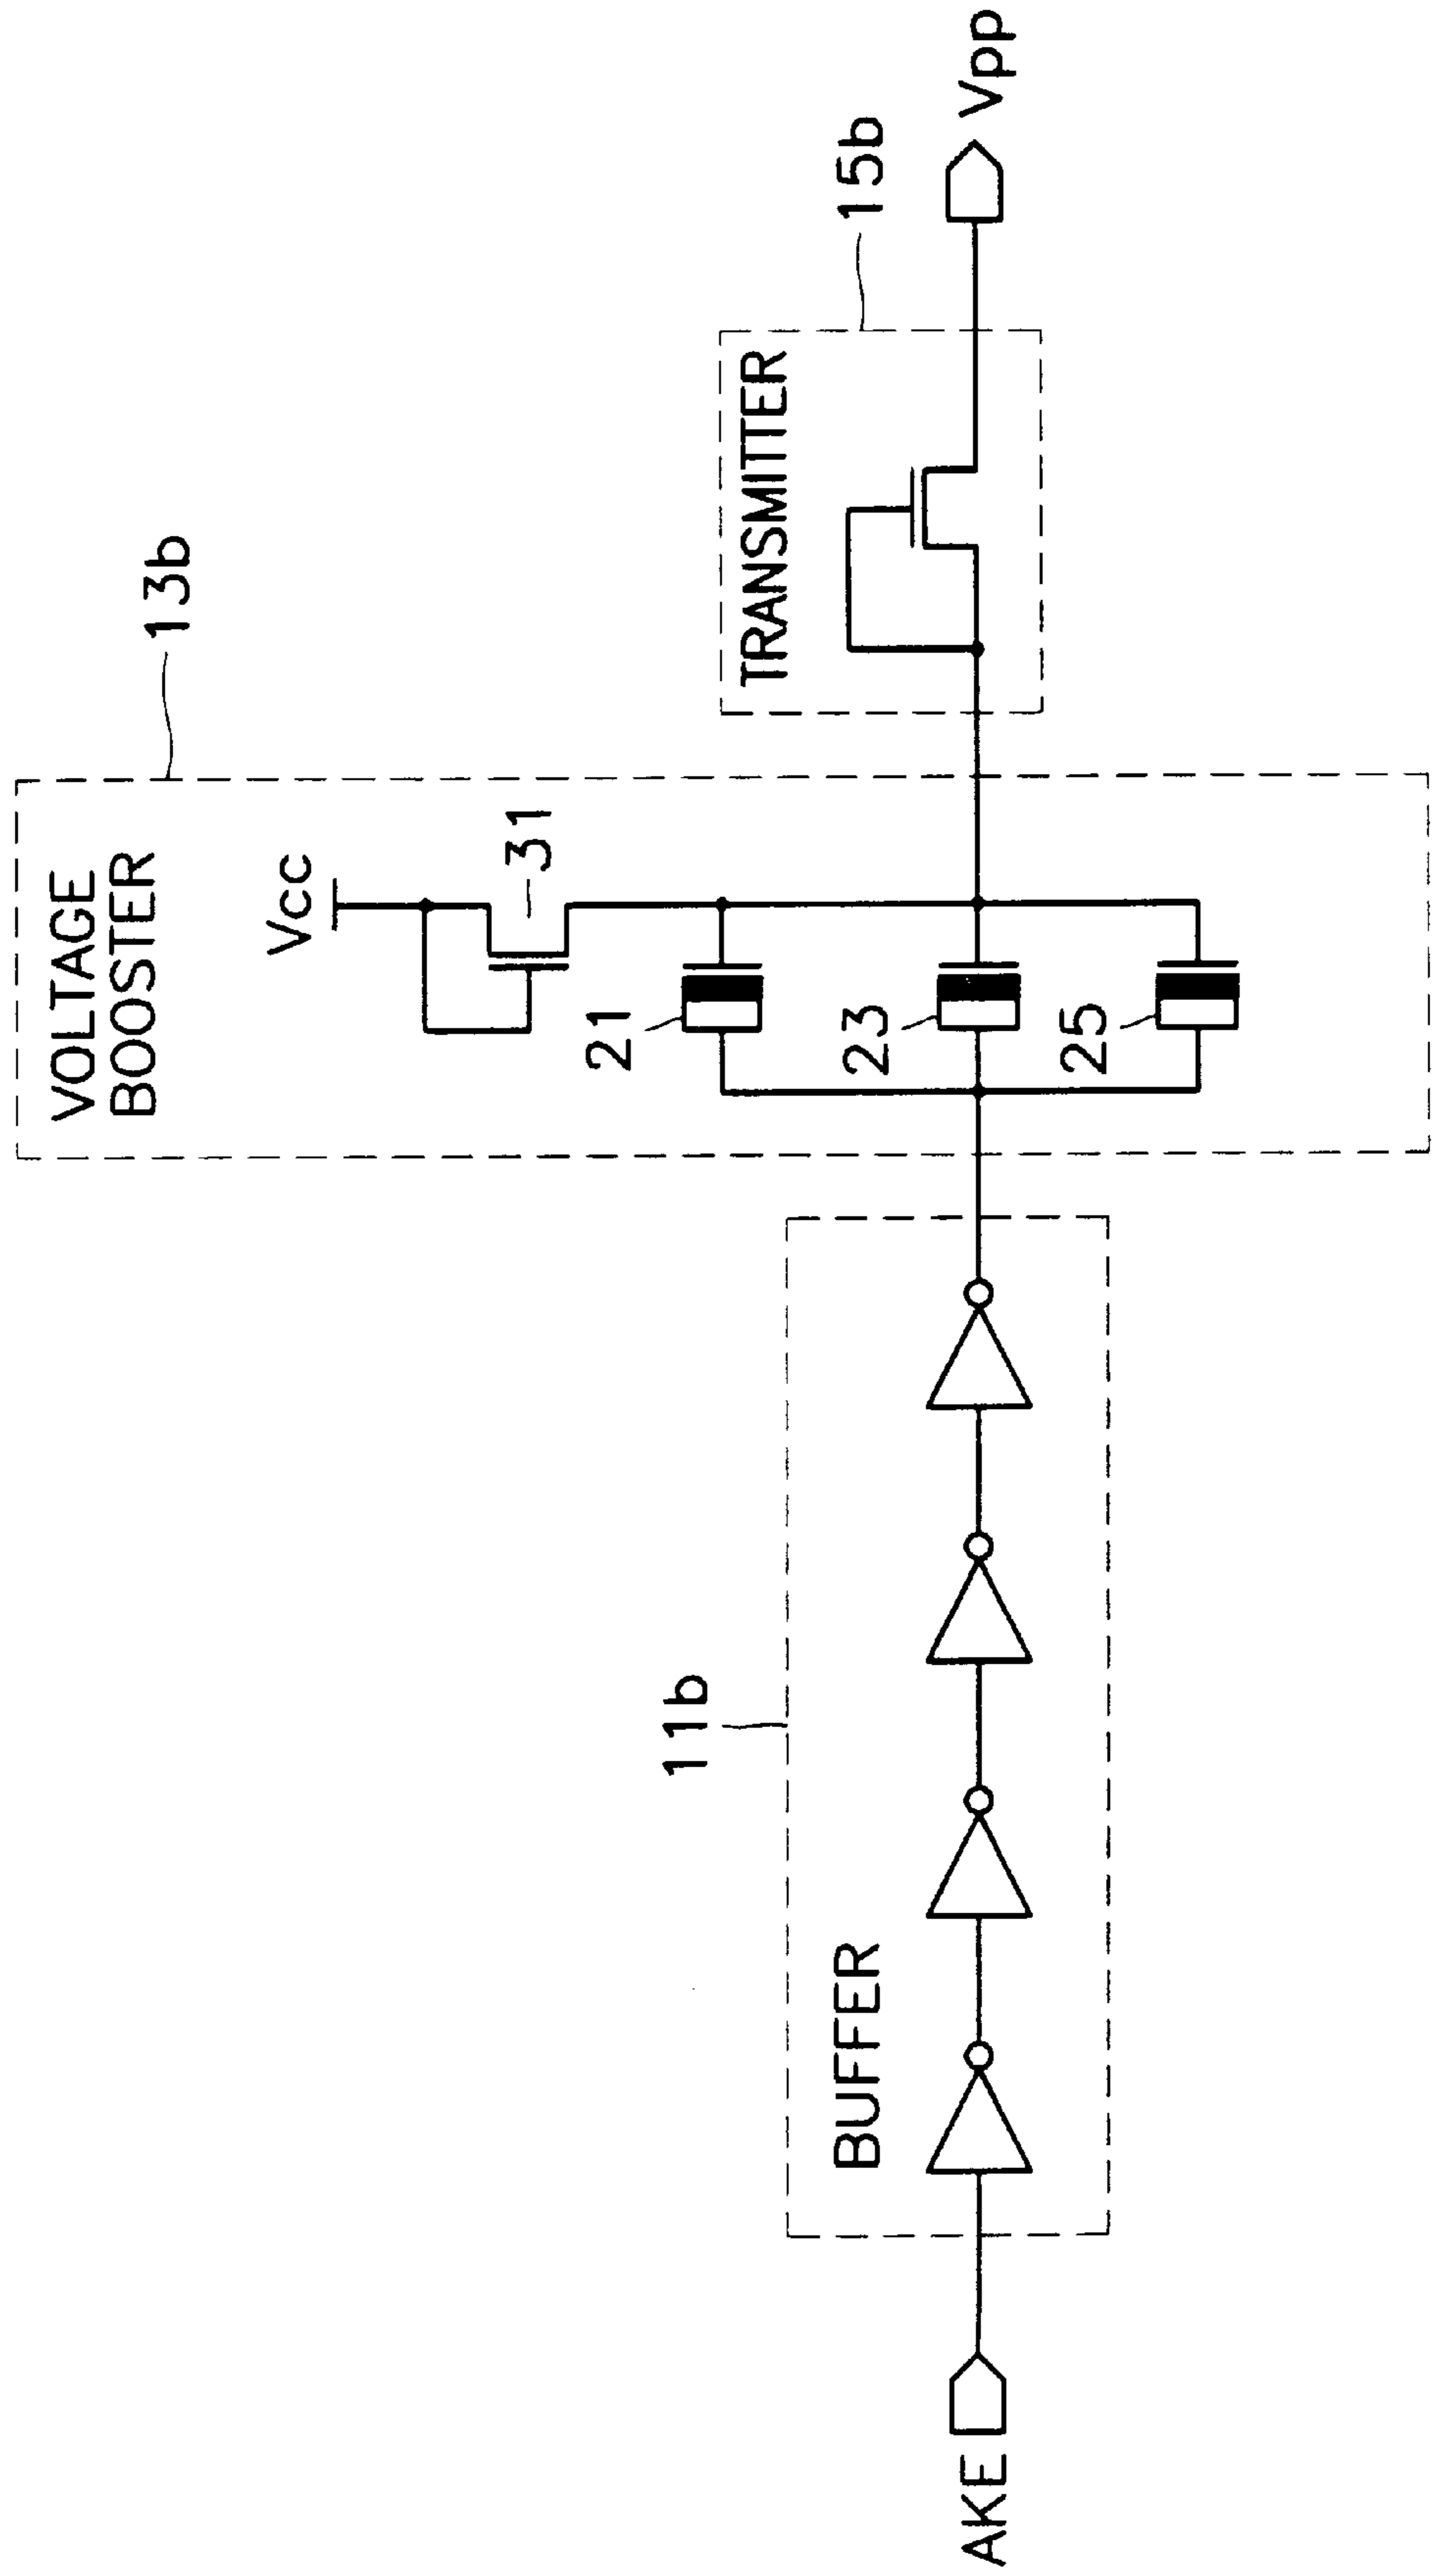 VOLTAGE
BOOSTER
13b
Vcc
31
21
23
25
TRANSMITTER
15b
Vpp
11b
BUFFER
AKE